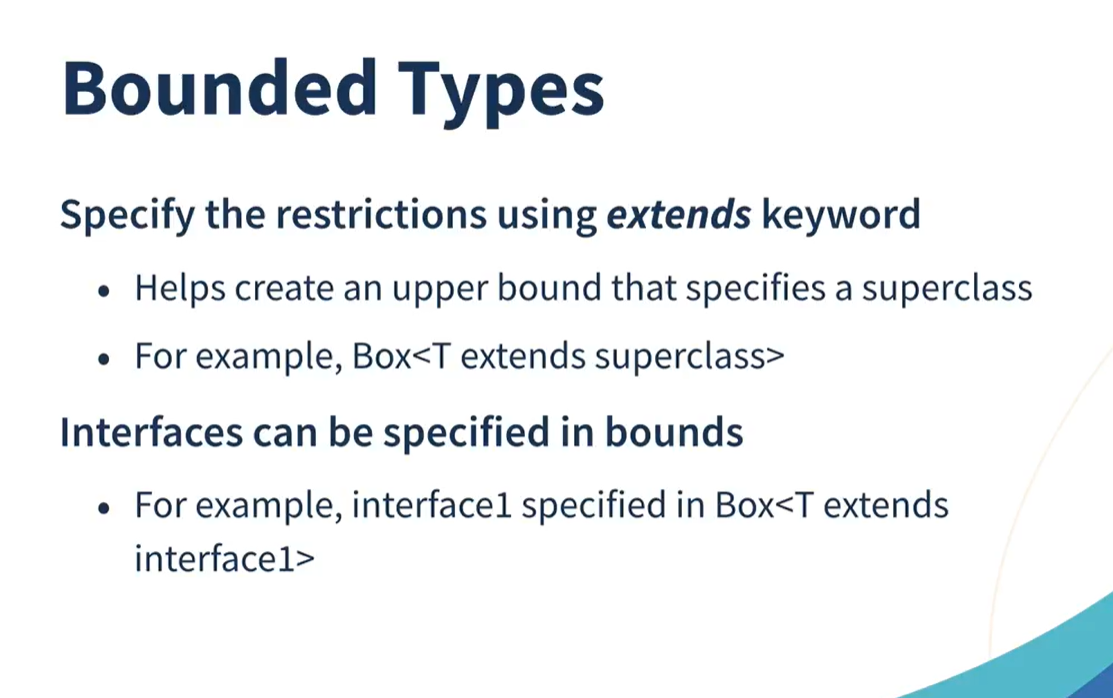 Bounded Types
Specify the restrictions using extends keyword
• Helps create an upper bound that specifies a superclass
• For example, Box<T extends superclass>
Interfaces can be specified in bounds
• For example, interface1 specified in Box<T extends
interface1>